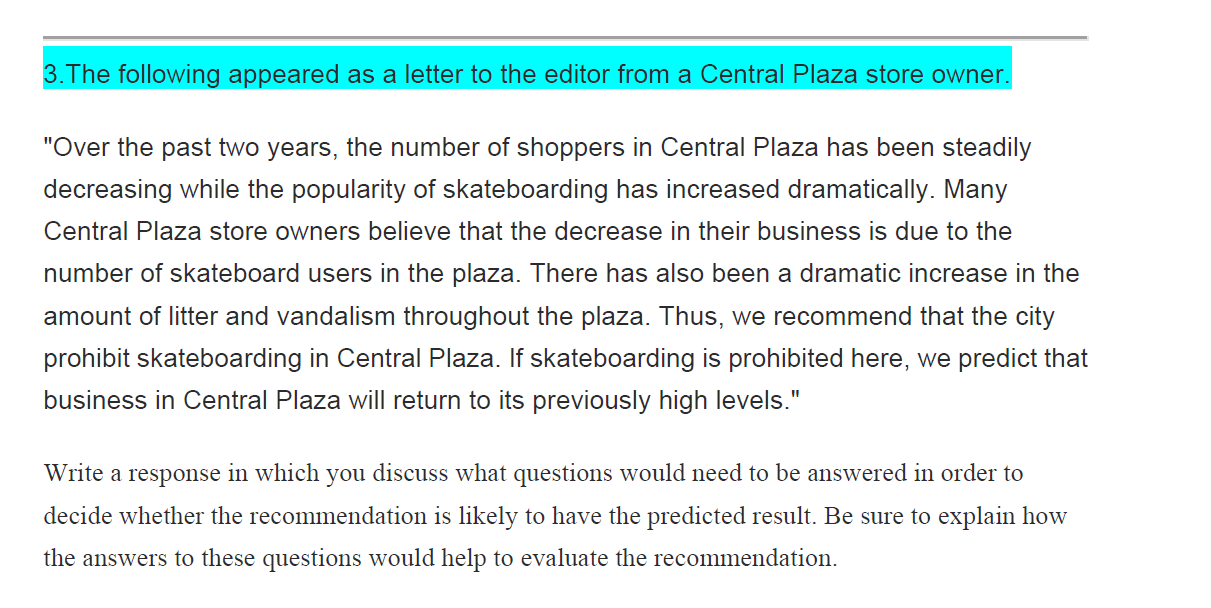 3.The following appeared as a letter to the editor from a Central Plaza store owner.
"Over the past two years, the number of shoppers in Central Plaza has been steadily
decreasing while the popularity of skateboarding has increased dramatically. Many
Central Plaza store owners believe that the decrease in their business is due to the
number of skateboard users in the plaza. There has also been a dramatic increase in the
amount of litter and vandalism throughout the plaza. Thus, we recommend that the city
prohibit skateboarding in Central Plaza. If skateboarding is prohibited here, we predict that
business in Central Plaza will return to its previously high levels."
Write a response in which you discuss what questions would need to be answered in order to
decide whether the recommendation is likely to have the predicted result. Be sure to explain how
the answers to these questions would help to evaluate the recommendation.